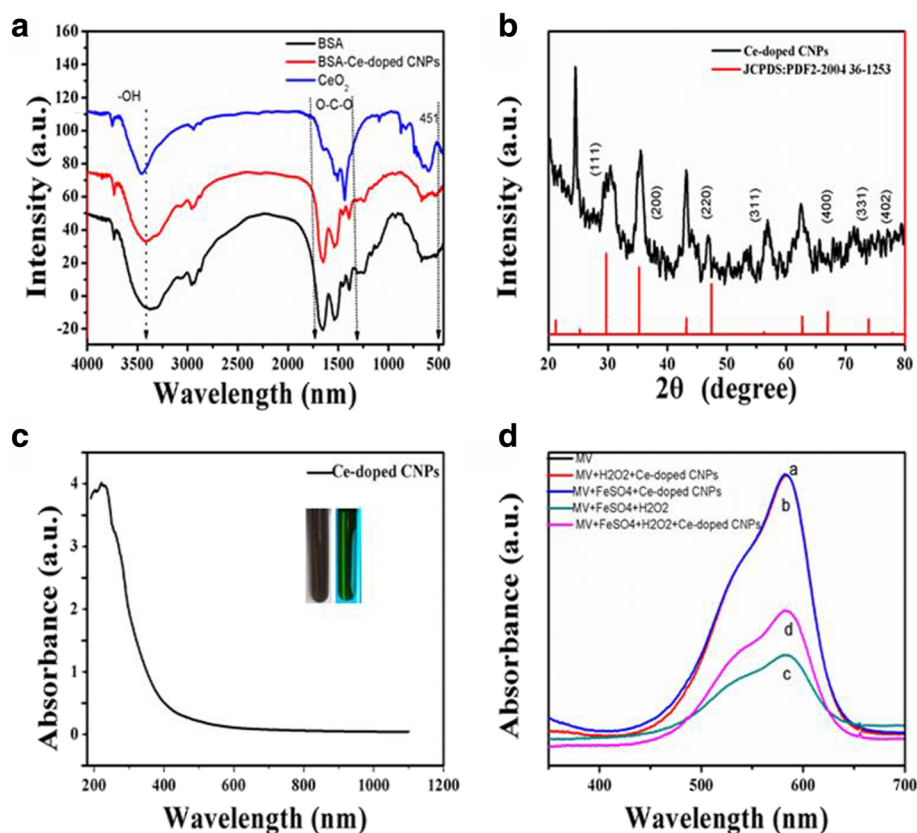 a
160
140
120
100
80
60
40
20
0
-20
Intensity (a.u.)
BSA
BSA-Ce-doped CNPs
CeO2
-OH
O-C-O
451
4000 3500 3000 2500 2000 1500 1000 500
Wavelength (nm)
b
Intensity (a.u.)
Ce-doped CNPs
JCPDS:PDF2-2004 36-1253
(111)
(200)
(220)
(311)
(400)
(331)
(402)
20 30 40 50 60 70 80
2θ (degree)
c
4
3
2
1
0
Absorbance (a.u.)
Ce-doped CNPs
200 400 600 800 1000 1200
Wavelength (nm)
d
Absorbance (a.u.)
MV
MV+H2O2+Ce-doped CNPs
MV+FeSO4+Ce-doped CNPs
MV+FeSO4+H2O2
MV+FeSO4+H2O2+Ce-doped CNPs
a
b
d
c
400 500 600 700
Wavelength (nm)